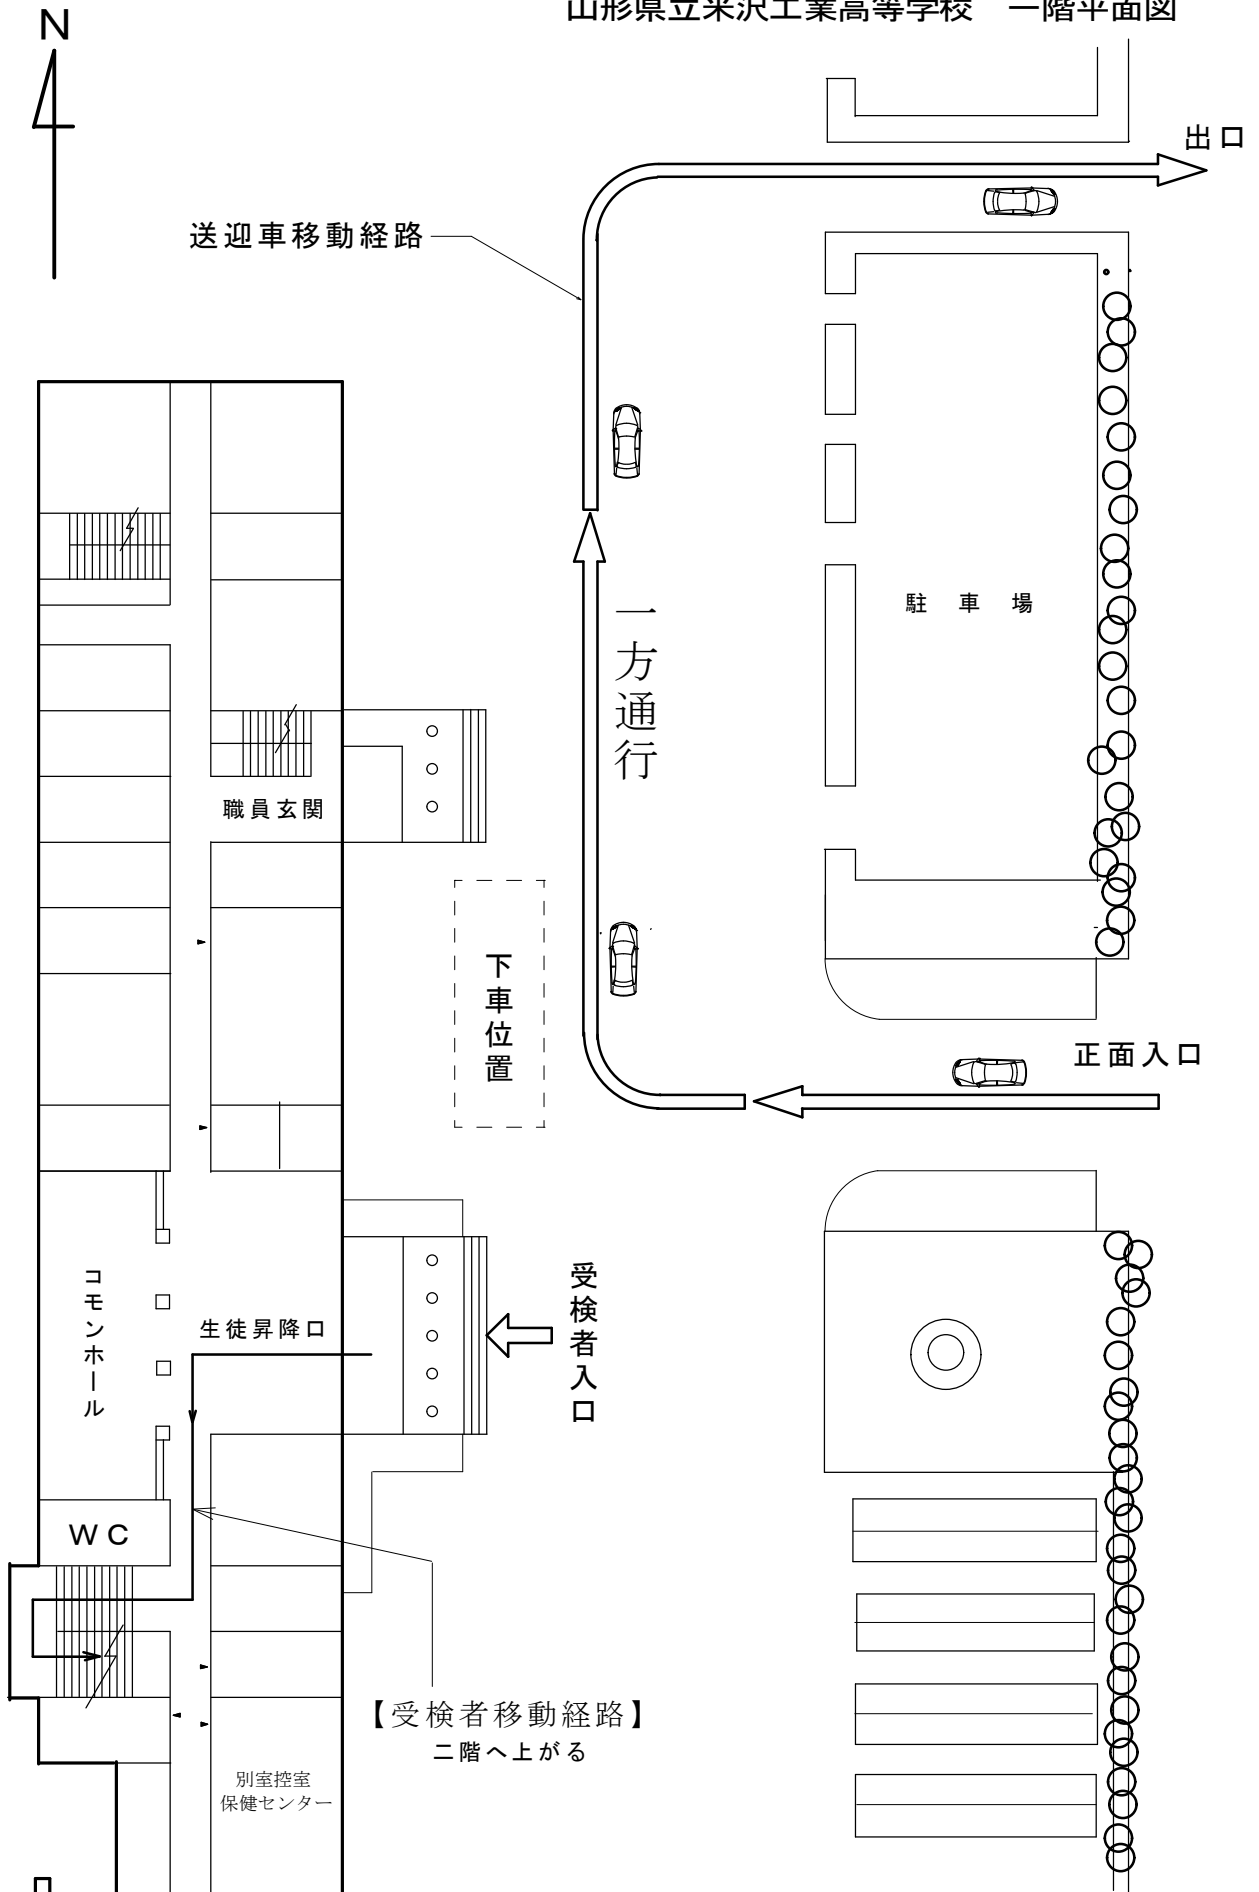 山形県立米沢工業高等学校　一階平面図
N
出口
送迎車移動経路
一方通行
駐車場
職員玄関
下車位置
正面入口
コモンホール
生徒昇降口
受検者入口
WC
【受検者移動経路】
二階へ上がる
別室控室
保健センター